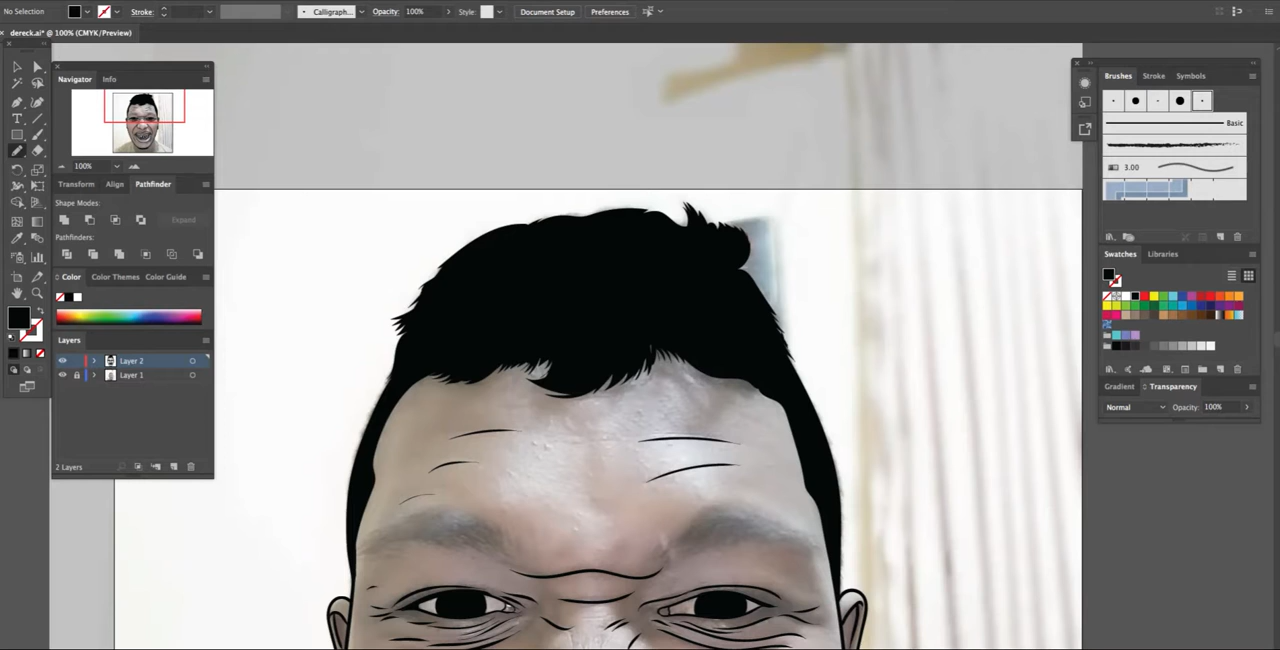 No Selection
Stroke:
Calligraph...
Opacity: 100%
Style:
Document Setup
Preferences
dereck.ai* @ 100% (CMYK/Preview)
Navigator Info
100%
Transform Align Pathfinder
Shape Modes:
Expand
Pathfinders:
Color Color Themes Color Guide
Layers
Layer 2
Layer 1
2 Layers
Brushes Stroke Symbols
Basic
3.00
Swatches Libraries
Gradient Transparency
Normal Opacity: 100%